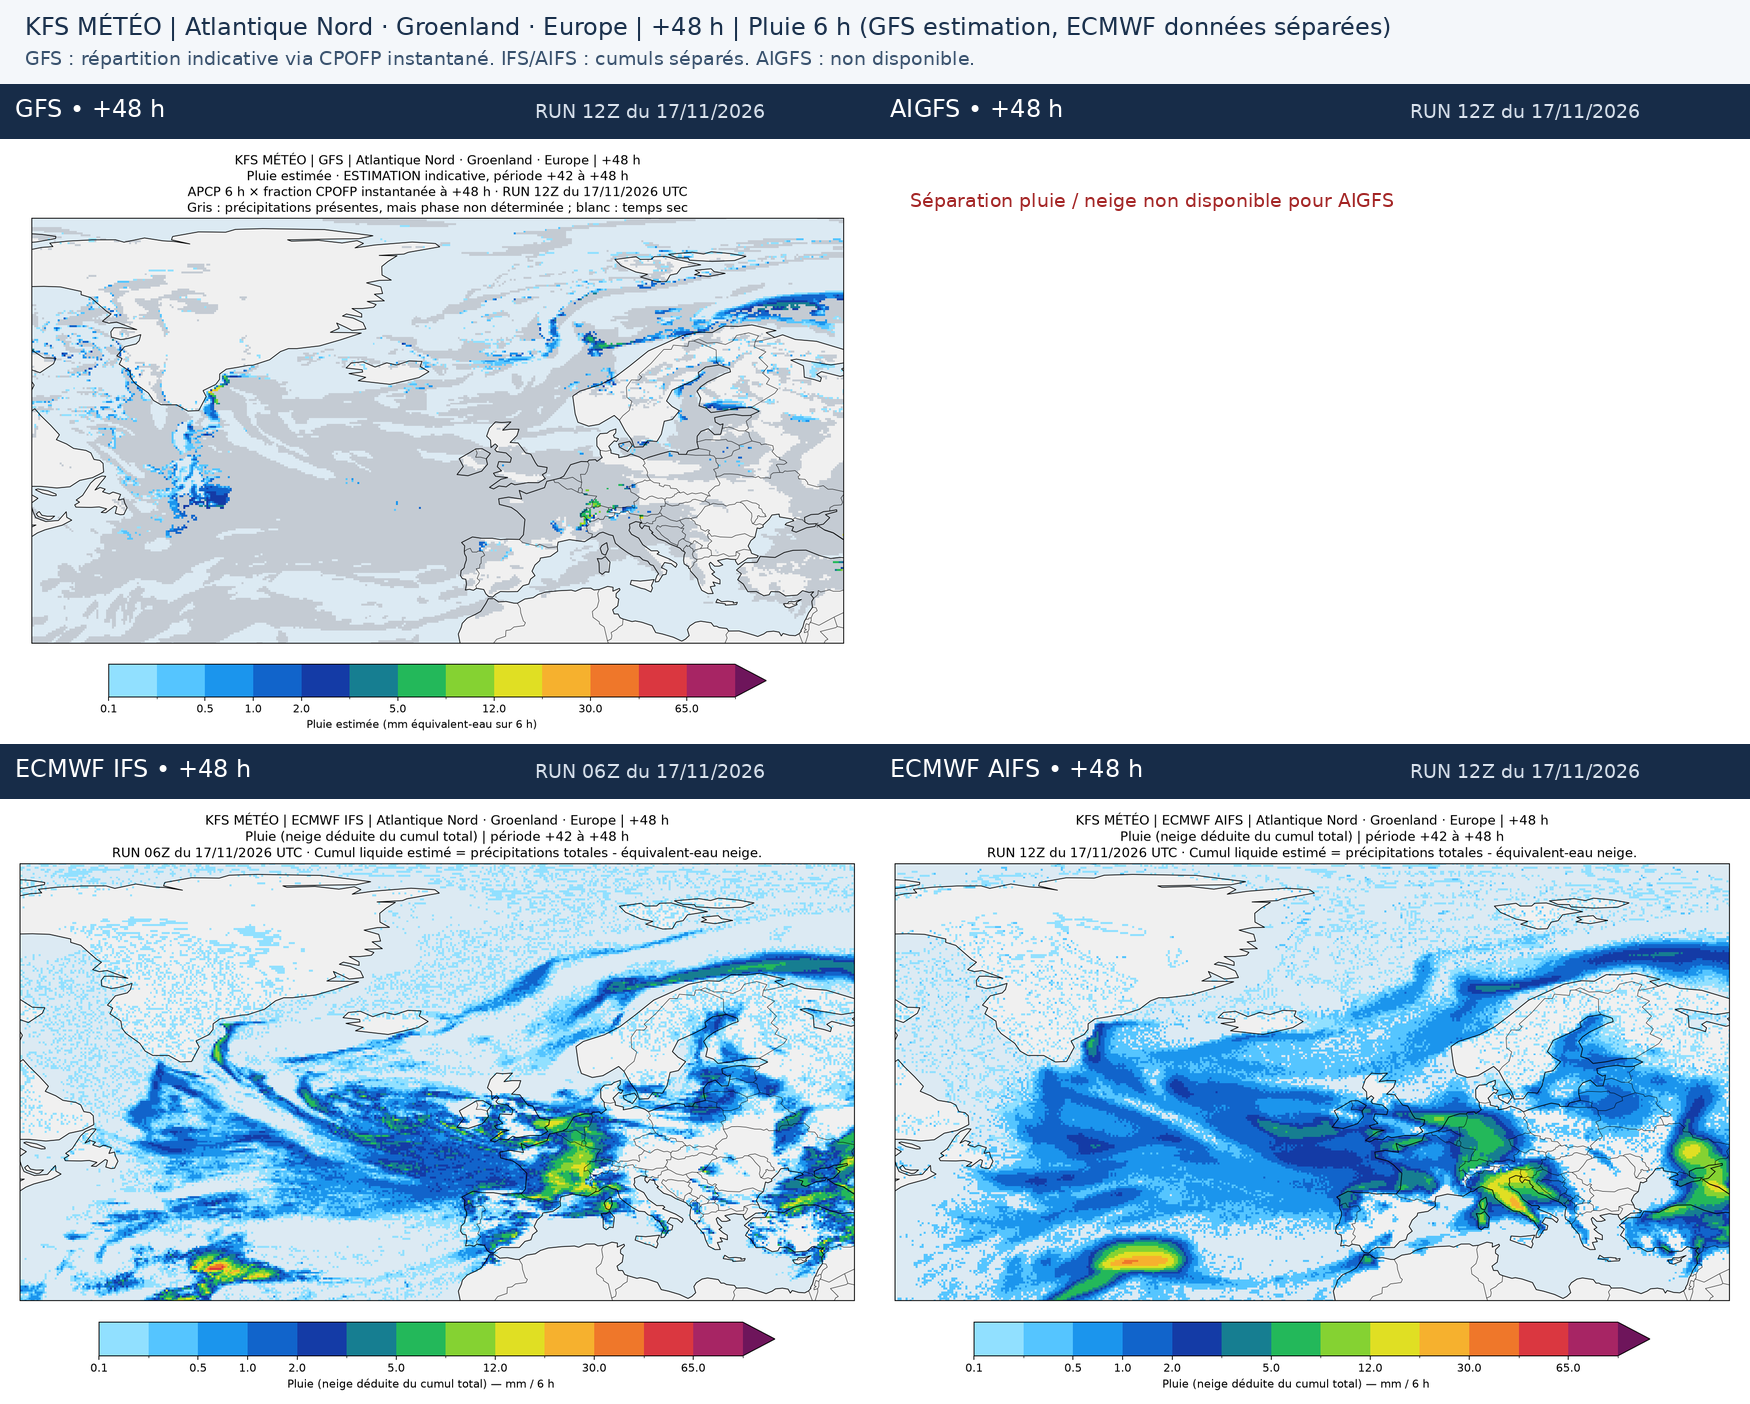 KFS MÉTÉO | Atlantique Nord · Groenland · Europe | +48 h | Pluie 6 h (GFS estimation, ECMWF données séparées)
GFS : répartition indicative via CPOFP instantané. IFS/AIFS : cumuls séparés. AIGFS : non disponible.
GFS • +48 h
RUN 12Z du 17/11/2026
AIGFS • +48 h
RUN 12Z du 17/11/2026
KFS MÉTÉO | GFS | Atlantique Nord · Groenland · Europe | +48 h
Pluie estimée · ESTIMATION indicative, période +42 à +48 h
APCP 6 h × fraction CPOFP instantanée à +48 h · RUN 12Z du 17/11/2026 UTC
Gris : précipitations présentes, mais phase non déterminée ; blanc : temps sec
Séparation pluie / neige non disponible pour AIGFS
0.1 0.5 1.0 2.0 5.0 12.0 30.0 65.0
Pluie estimée (mm équivalent-eau sur 6 h)
ECMWF IFS • +48 h
RUN 06Z du 17/11/2026
ECMWF AIFS • +48 h
RUN 12Z du 17/11/2026
KFS MÉTÉO | ECMWF IFS | Atlantique Nord · Groenland · Europe | +48 h
Pluie (neige déduite du cumul total) | période +42 à +48 h
RUN 06Z du 17/11/2026 UTC · Cumul liquide estimé = précipitations totales - équivalent-eau neige.
KFS MÉTÉO | ECMWF AIFS | Atlantique Nord · Groenland · Europe | +48 h
Pluie (neige déduite du cumul total) | période +42 à +48 h
RUN 12Z du 17/11/2026 UTC · Cumul liquide estimé = précipitations totales - équivalent-eau neige.
0.1 0.5 1.0 2.0 5.0 12.0 30.0 65.0
Pluie (neige déduite du cumul total) — mm / 6 h
0.1 0.5 1.0 2.0 5.0 12.0 30.0 65.0
Pluie (neige déduite du cumul total) — mm / 6 h